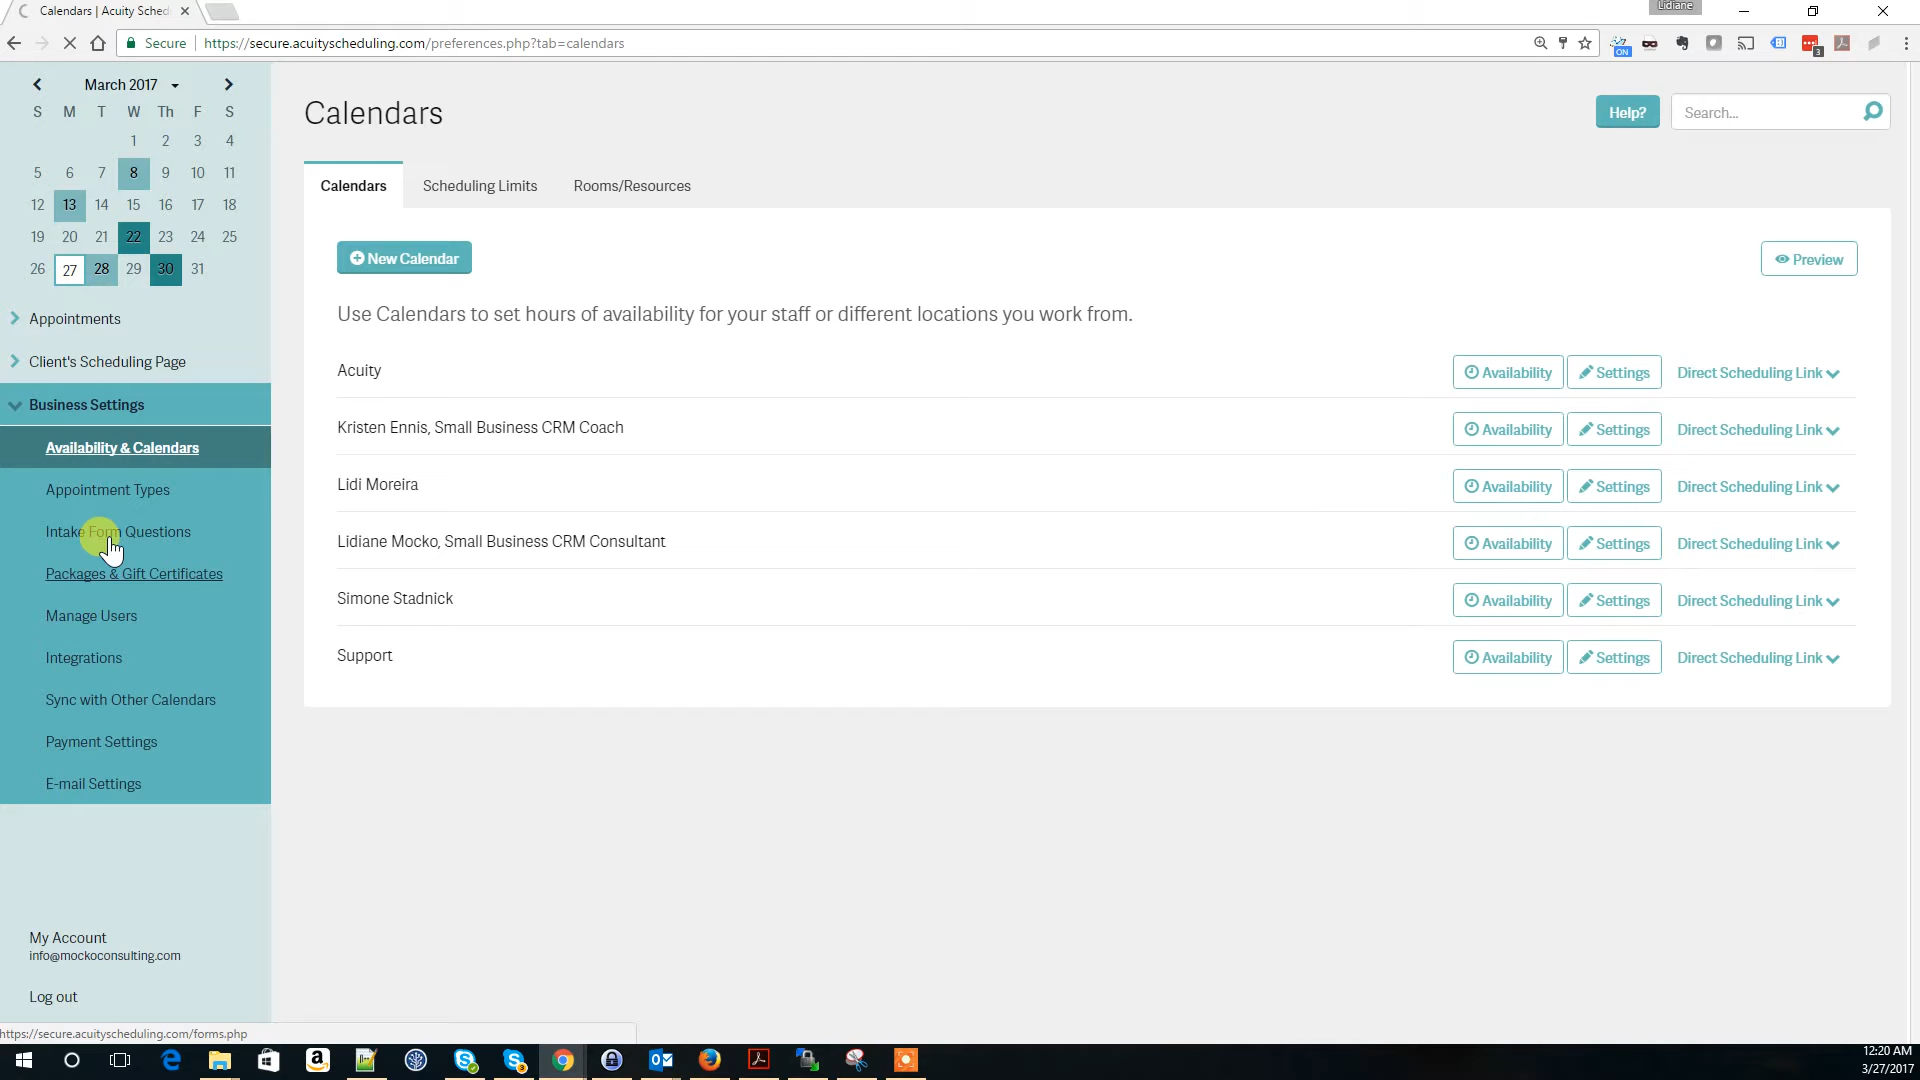 Calendars | Acuity Sched
Lidiane
Secure
https://secure.acuityscheduling.com/preferences.php?tab=calendars
ON
3
March 2017
S M T W Th F S
1 2 3 4
5 6 7 8 9 10 11
12 13 14 15 16 17 18
19 20 21 22 23 24 25
26 27 28 29 30 31
Appointments
Client's Scheduling Page
Business Settings
Availability & Calendars
Appointment Types
Intake Form Questions
Packages & Gift Certificates
Manage Users
Integrations
Sync with Other Calendars
Payment Settings
E-mail Settings
My Account
info@mockoconsulting.com
Log out
Calendars
Help?
Search...
Calendars Scheduling Limits Rooms/Resources
New Calendar
Preview
Use Calendars to set hours of availability for your staff or different locations you work from.
Acuity Availability Settings Direct Scheduling Link
Kristen Ennis, Small Business CRM Coach Availability Settings Direct Scheduling Link
Lidi Moreira Availability Settings Direct Scheduling Link
Lidiane Mocko, Small Business CRM Consultant Availability Settings Direct Scheduling Link
Simone Stadnick Availability Settings Direct Scheduling Link
Support Availability Settings Direct Scheduling Link
https://secure.acuityscheduling.com/forms.php
12:20 AM
3/27/2017